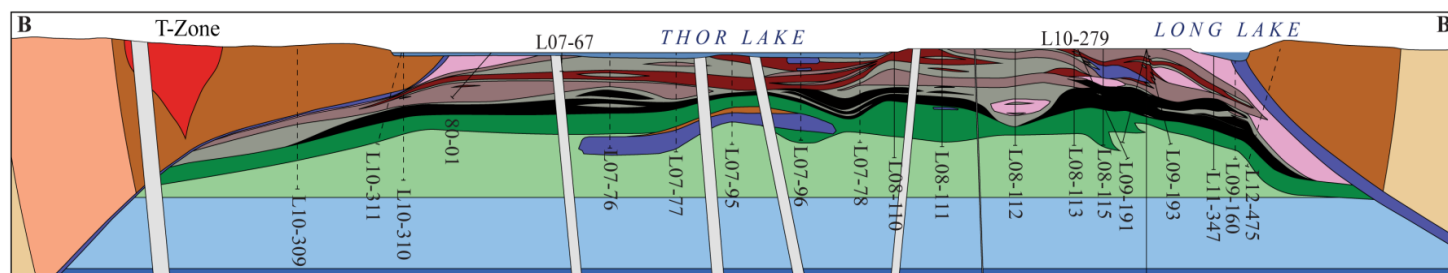 B
B
T-Zone
L07-67
THOR LAKE
L10-279
LONG LAKE
L10-309
L10-311
L10-310
80-01
L07-76
L07-77
L07-95
L07-96
L07-78
L08-110
L08-111
L08-112
L08-113
L08-115
L09-191
L09-193
L11-347
L09-160
L12-475